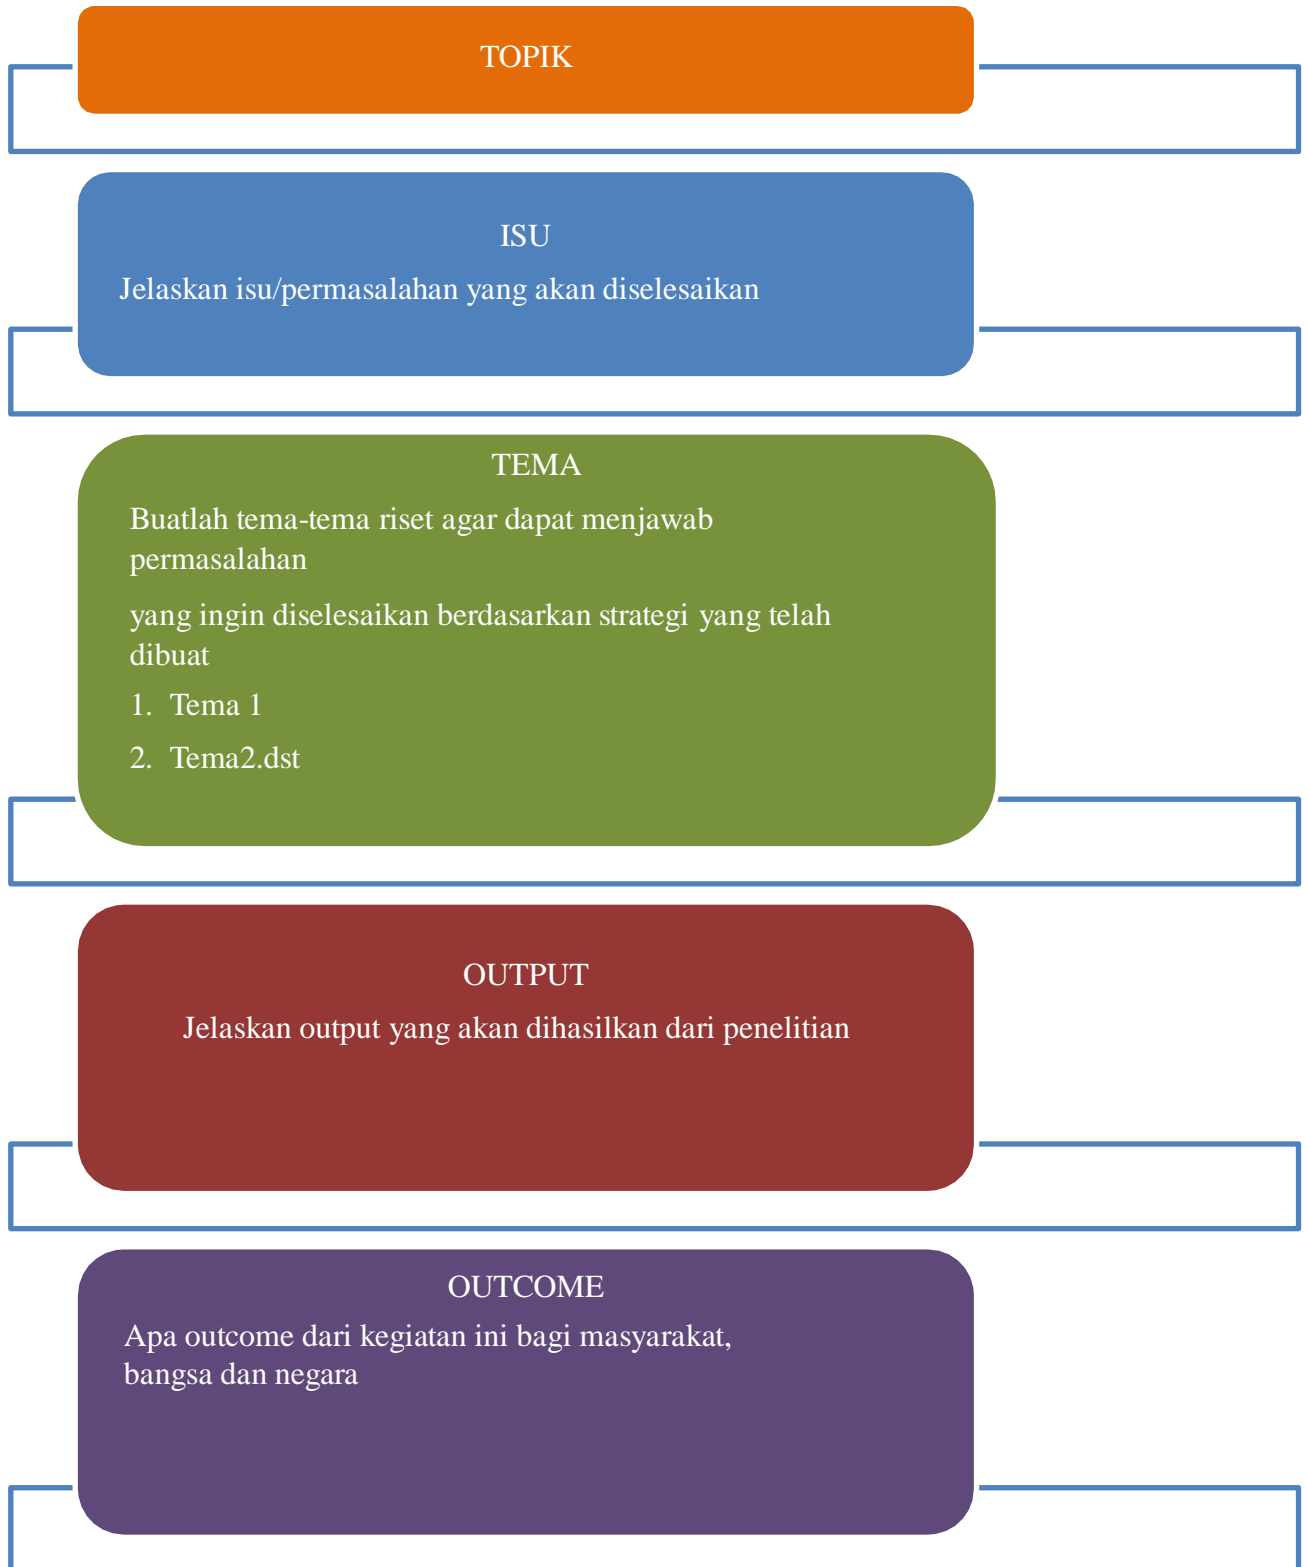 TOPIK
ISU
Jelaskan isu/permasalahan yang akan diselesaikan
TEMA
Buatlah tema-tema riset agar dapat menjawab
permasalahan
yang ingin diselesaikan berdasarkan strategi yang telah
dibuat
1. Tema 1
2. Tema2.dst
OUTPUT
Jelaskan output yang akan dihasilkan dari penelitian
OUTCOME
Apa outcome dari kegiatan ini bagi masyarakat,
bangsa dan negara